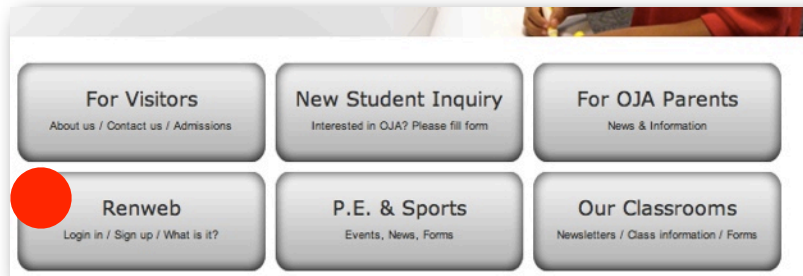 For Visitors
About us / Contact us / Admissions
New Student Inquiry
Interested in OJA? Please fill form
For OJA Parents
News & Information
Renweb
Login in / Sign up / What is it?
P.E. & Sports
Events, News, Forms
Our Classrooms
Newsletters / Class information / Forms